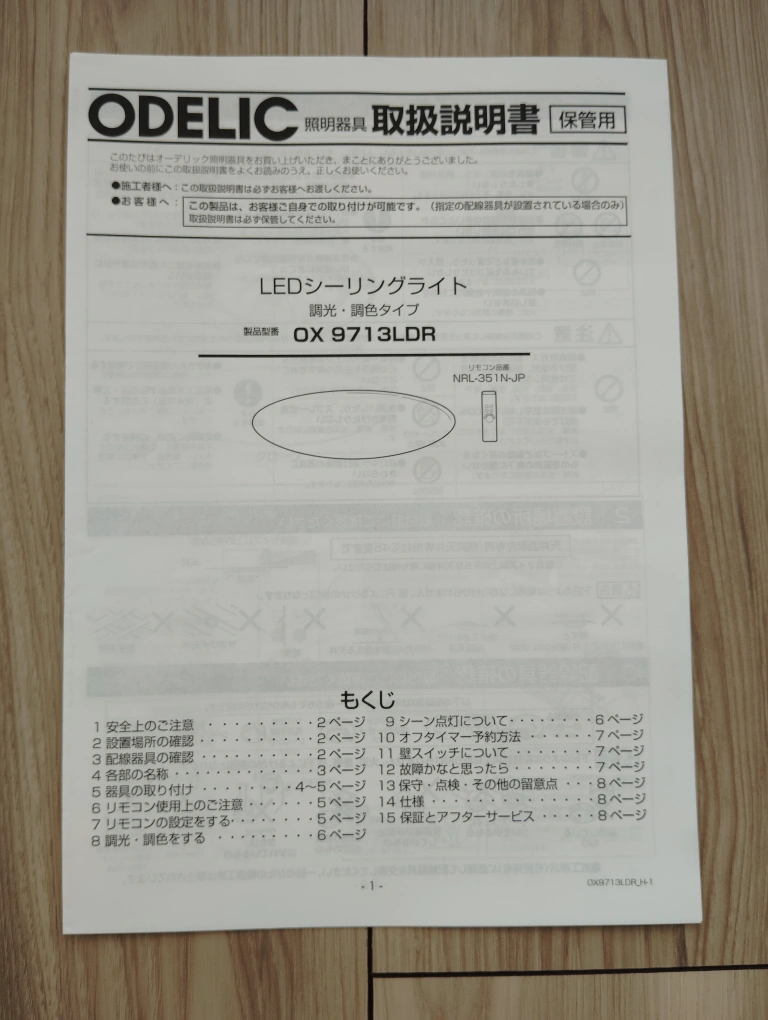 ODELIC 照明器具 取扱説明書 保管用
このたびはオーデリック照明器具をお買い上げいただき、まことにありがとうございました。
お使いの前にこの取扱説明書をよくお読みのうえ、正しくお使いください。
●施工者様へ：この取扱説明書は必ずお客様へお渡しください。
●お客様へ：この製品は、お客様ご自身での取り付けが可能です。（指定の配線器具が設置されている場合のみ）
取扱説明書は必ず保管してください。
LEDシーリングライト
調光・調色タイプ
製品型番 OX 9713LDR
リモコン品番
NRL-351N-JP
もくじ
1 安全上のご注意 ・・・・・・・・・2ページ
2 設置場所の確認・・・・・・・・・・2ページ
3 配線器具の確認・・・・・・・・・・2ページ
4 各部の名称・・・・・・・・・・・・3ページ
5 器具の取り付け ・・・・・・・・4～5ページ
6 リモコン使用上のご注意 ・・・・・・5ページ
7 リモコンの設定をする・・・・・・・5ページ
8 調光・調色をする ・・・・・・・・6ページ
9 シーン点灯について・・・・・・・・6ページ
10 オフタイマー予約方法 ・・・・・・7ページ
11 壁スイッチについて ・・・・・・・7ページ
12 故障かなと思ったら ・・・・・・・7ページ
13 保守・点検・その他の留意点 ・・・8ページ
14 仕様 ・・・・・・・・・・・・・・8ページ
15 保証とアフターサービス ・・・・・8ページ
- 1 -
OX9713LDR_H-1